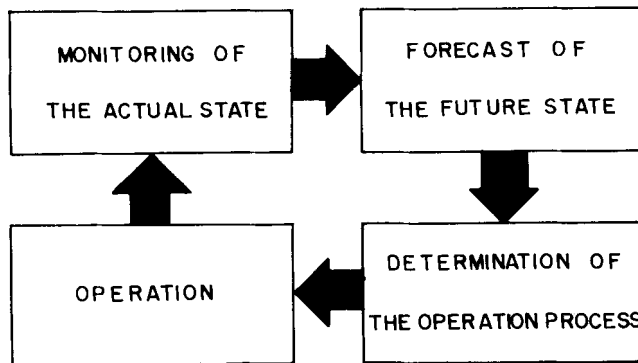 MONITORING OF
THE ACTUAL STATE
FORECAST OF
THE FUTURE STATE
OPERATION
DETERMINATION OF
THE OPERATION PROCESS